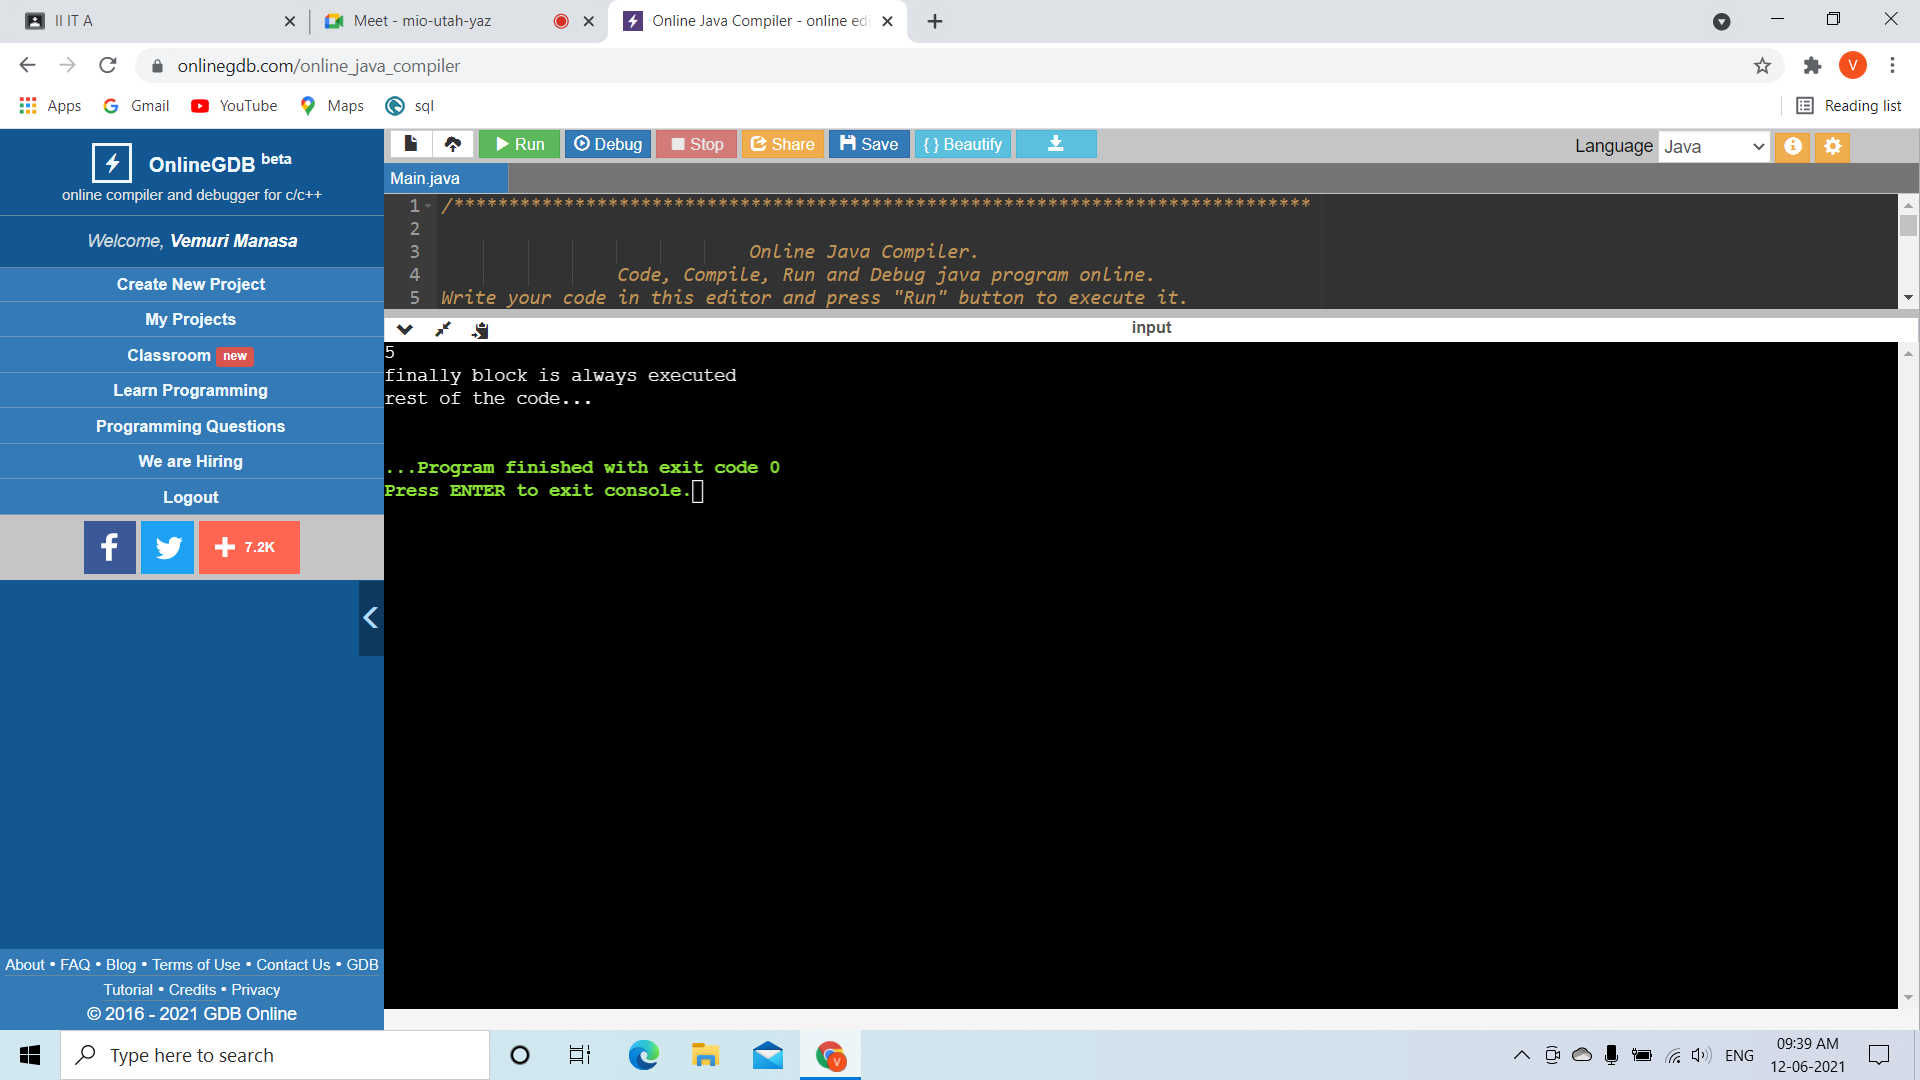 II IT A
Meet - mio-utah-yaz
Online Java Compiler - online edi
onlinegdb.com/online_java_compiler
V
Apps
Gmail
YouTube
Maps
sql
Reading list
OnlineGDB beta
online compiler and debugger for c/c++
Welcome, Vemuri Manasa
Create New Project
My Projects
Classroom new
Learn Programming
Programming Questions
We are Hiring
Logout
7.2K
About • FAQ • Blog • Terms of Use • Contact Us • GDB
Tutorial • Credits • Privacy
© 2016 - 2021 GDB Online
Run
Debug
Stop
Share
Save
{ } Beautify
Language
Java
Main.java
1 /******************************************************************************
2
3 Online Java Compiler.
4 Code, Compile, Run and Debug java program online.
5 Write your code in this editor and press "Run" button to execute it.
input
5
finally block is always executed
rest of the code...
...Program finished with exit code 0
Press ENTER to exit console.
Type here to search
V
ENG
09:39 AM
12-06-2021